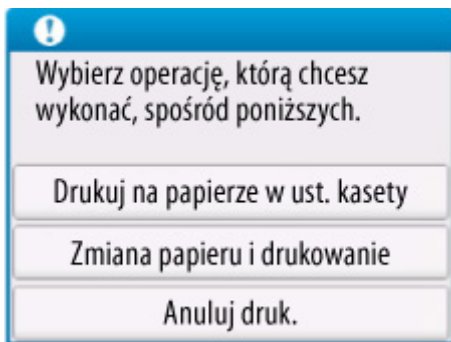 Wybierz operację, którą chcesz
wykonać, spośród poniższych.
Drukuj na papierze w ust. kasety
Zmiana papieru i drukowanie
Anuluj druk.